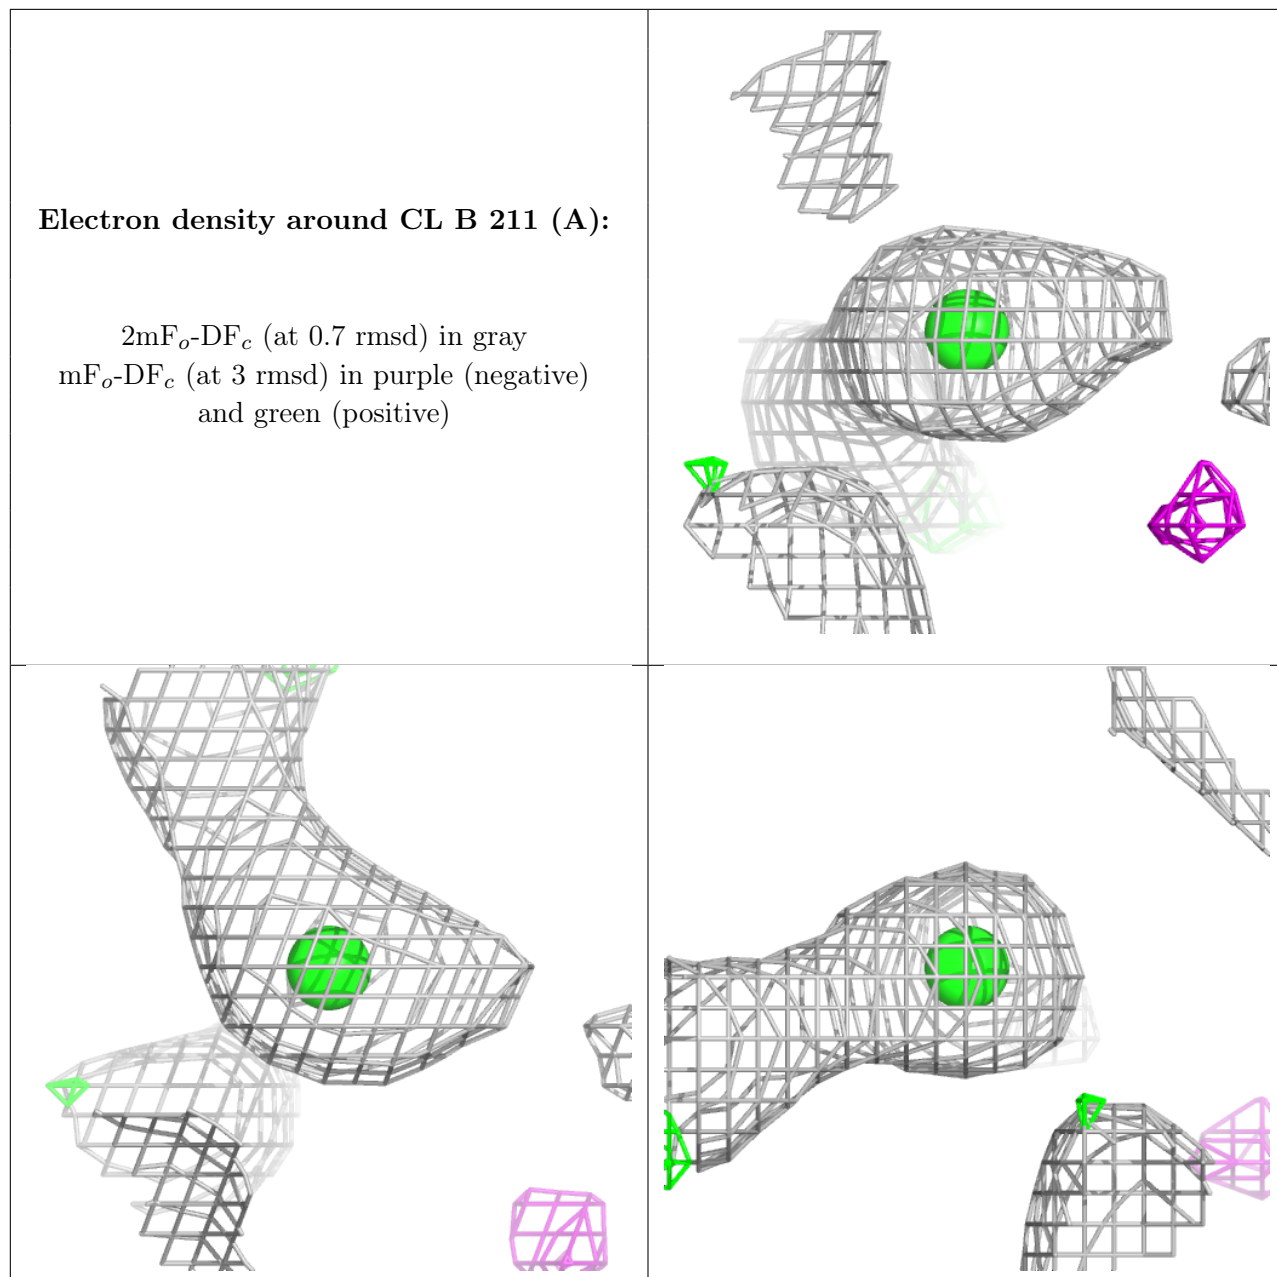 Electron density around CL B 211 (A):
2mFo-DFc (at 0.7 rmsd) in gray
mFo-DFc (at 3 rmsd) in purple (negative)
and green (positive)